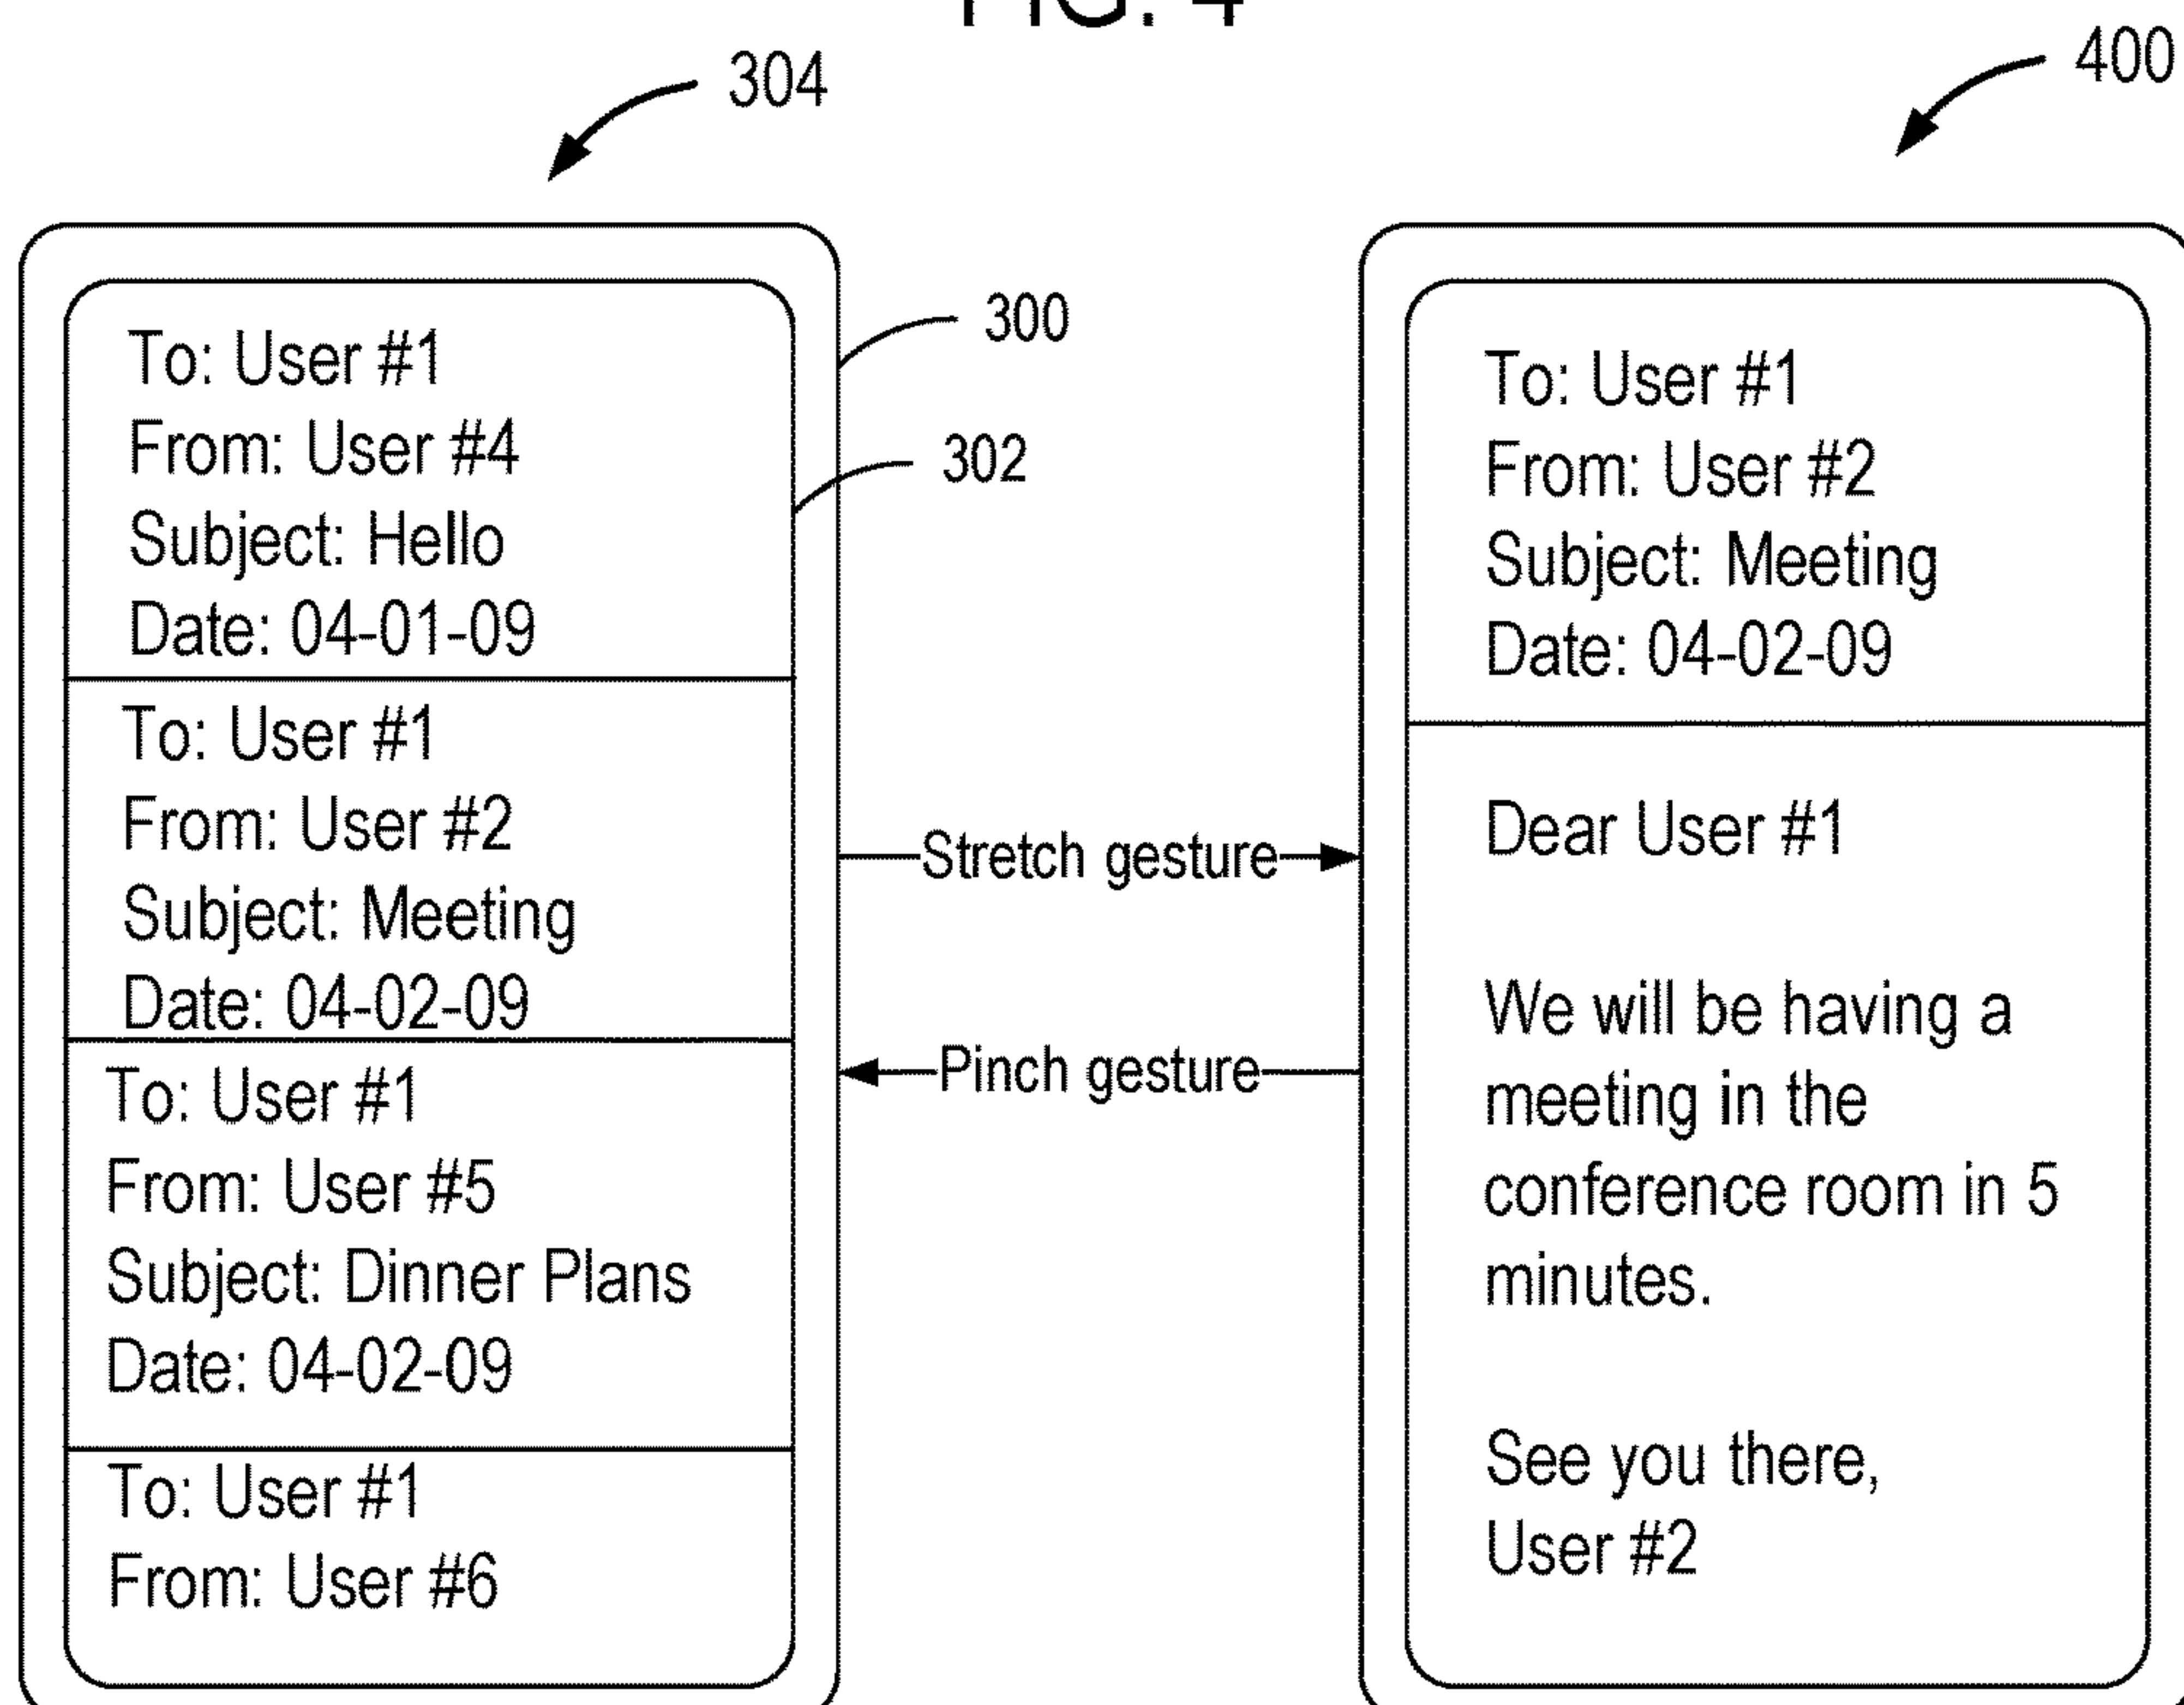 FIG. 4
304
400
To: User #1
From: User #4
Subject: Hello
Date: 04-01-09
300
302
To: User #1
From: User #2
Subject: Meeting
Date: 04-02-09
To: User #1
From: User #5
Subject: Dinner Plans
Date: 04-02-09
To: User #1
From: User #6
Stretch gesture
Pinch gesture
To: User #1
From: User #2
Subject: Meeting
Date: 04-02-09
Dear User #1
We will be having a
meeting in the
conference room in 5
minutes.
See you there,
User #2